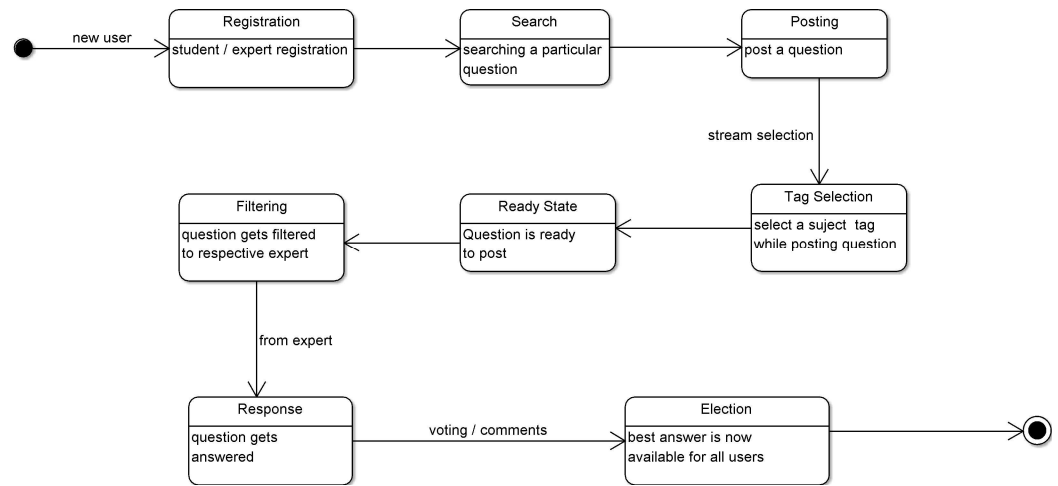 new user
Registration
student / expert registration
Search
searching a particular
question
Posting
post a question
stream selection
Tag Selection
select a suject  tag
while posting question
Ready State
Question is ready
to post
Filtering
question gets filtered
to respective expert
from expert
Response
question gets
answered
voting / comments
Election
best answer is now
available for all users